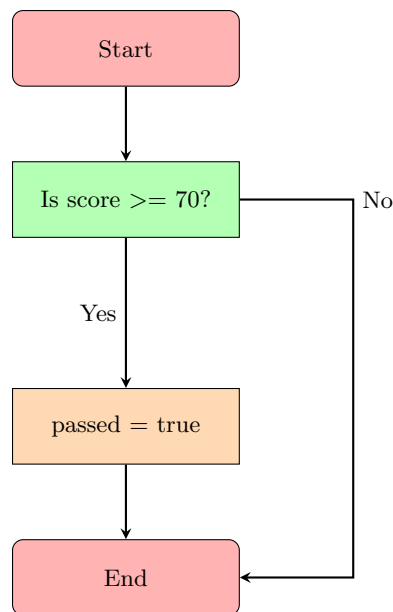 Start
Is score >= 70?
No
Yes
passed = true
End